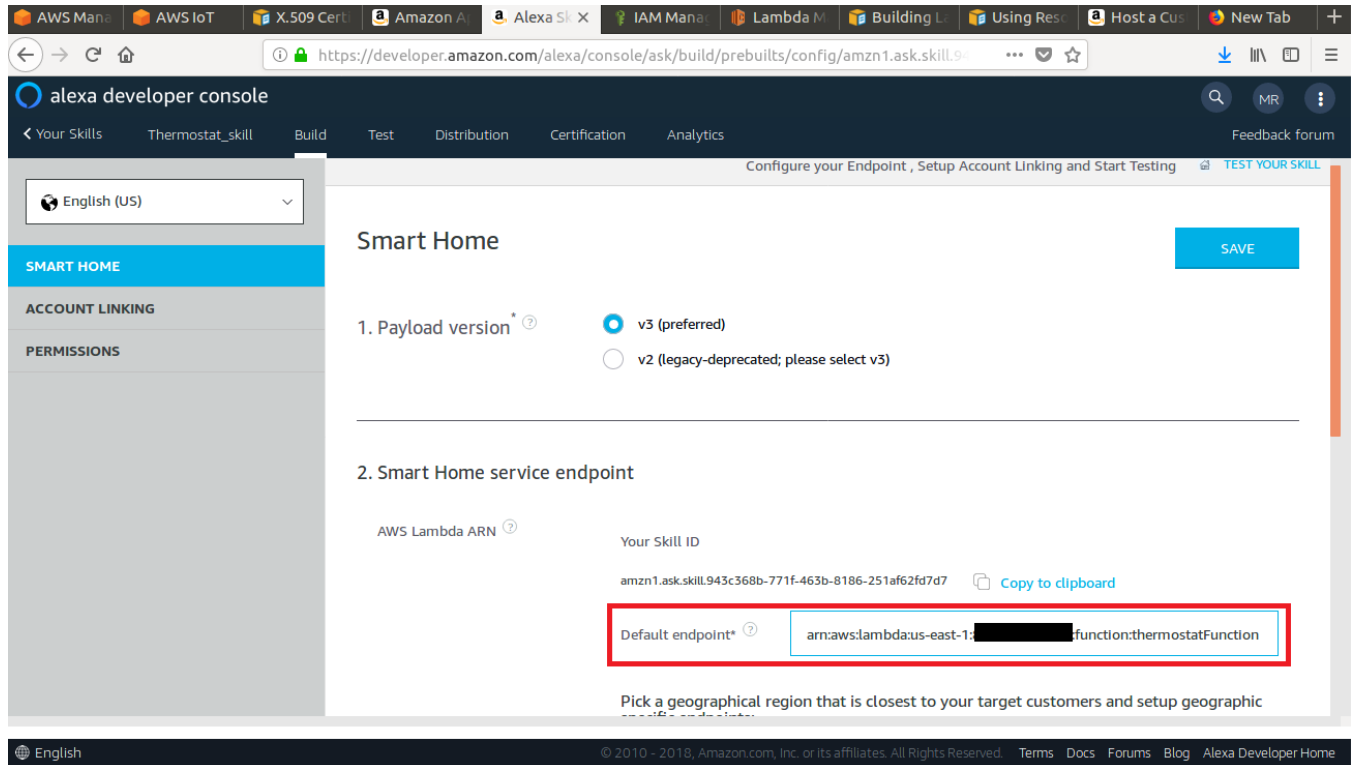 AWS Mana AWS IoT X.509 Cert Amazon A Alexa Sk IAM Manag Lambda M Building La Using Reso Host a Cus New Tab
https://developer.amazon.com/alexa/console/ask/build/prebuilts/config/amzn1.ask.skill.94
alexa developer console MR
Your Skills Thermostat_skill Build Test Distribution Certification Analytics Feedback forum
Configure your Endpoint , Setup Account Linking and Start Testing TEST YOUR SKILL
English (US)
Smart Home
SAVE
SMART HOME
ACCOUNT LINKING
PERMISSIONS
1. Payload version* v3 (preferred)
v2 (legacy-deprecated; please select v3)
2. Smart Home service endpoint
AWS Lambda ARN
Your Skill ID
amzn1.ask.skill.943c368b-771f-463b-8186-251af62fd7d7 Copy to clipboard
Default endpoint* arn:aws:lambda:us-east-1: :function:thermostatFunction
Pick a geographical region that is closest to your target customers and setup geographic
English © 2010 - 2018, Amazon.com, Inc. or its affiliates. All Rights Reserved. Terms Docs Forums Blog Alexa Developer Home